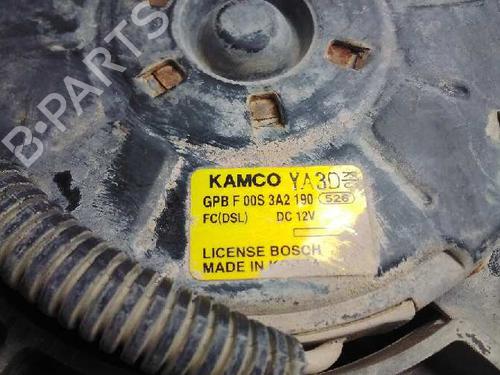 B-PARTS
KAMCO YA3D
GPB F 00S 3A2 190 526
FC(DSL) DC 12V
LICENSE BOSCH
MADE IN